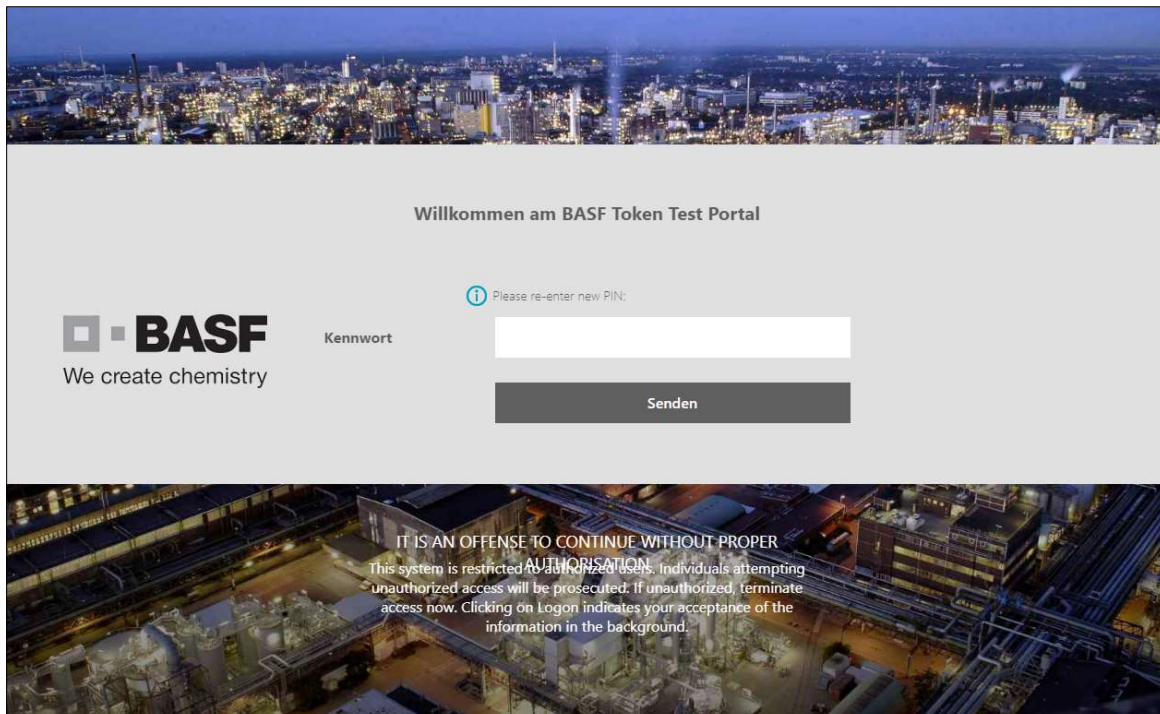 Willkommen am BASF Token Test Portal
Please re-enter new PIN:
BASF
We create chemistry
Kennwort
Senden
IT IS AN OFFENSE TO CONTINUE WITHOUT PROPER
AUTHORISATION
This system is restricted to authorized users. Individuals attempting
unauthorized access will be prosecuted. If unauthorized, terminate
access now. Clicking on Logon indicates your acceptance of the
information in the background.